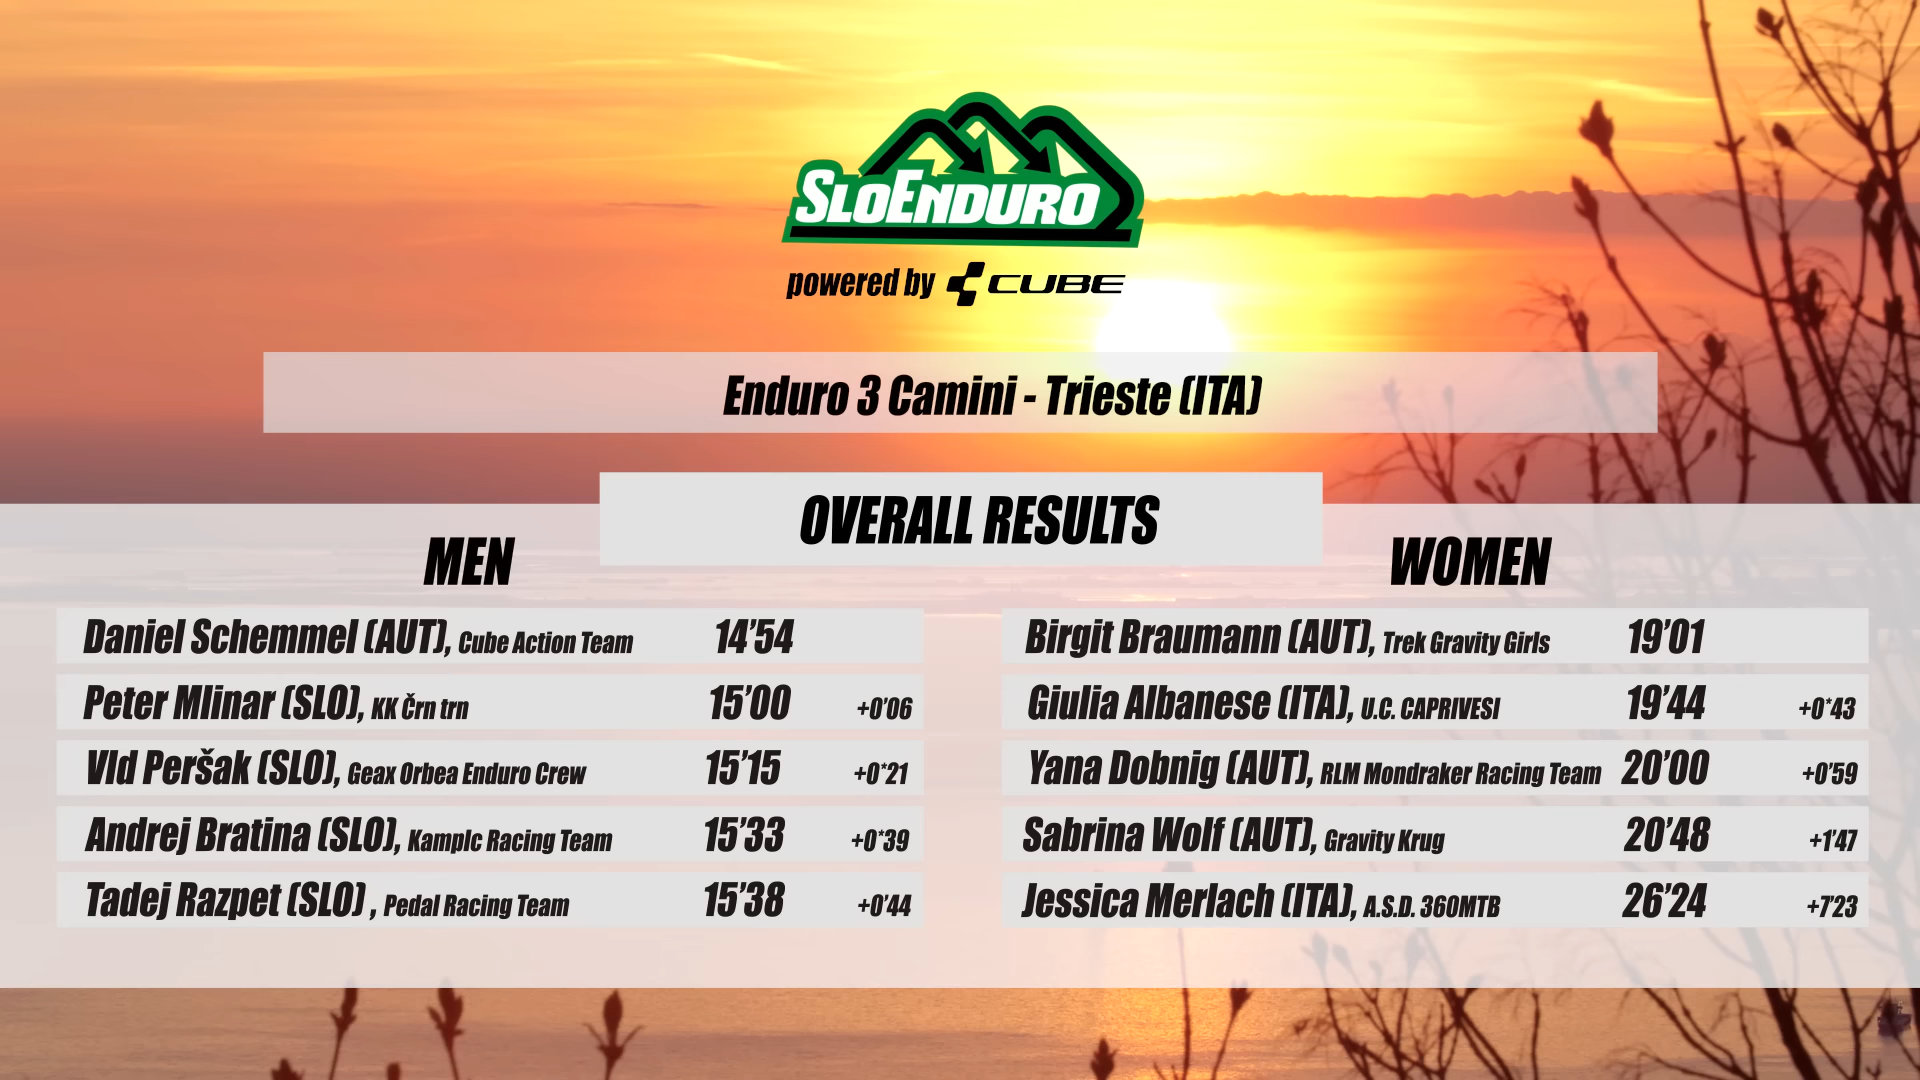 SLOENDURO
powered by CUBE
Enduro 3 Camini - Trieste (ITA)
OVERALL RESULTS
MEN
Daniel Schemmel (AUT), Cube Action Team 14'54
Peter Mlinar (SLO), KK Črn trn 15'00 +0'06
Vld Peršak (SLO), Geax Orbea Enduro Crew 15'15 +0"21
Andrej Bratina (SLO), Kamplc Racing Team 15'33 +0"39
Tadej Razpet (SLO) , Pedal Racing Team 15'38 +0'44
WOMEN
Birgit Braumann (AUT), Trek Gravity Girls 19'01
Giulia Albanese (ITA), U.C. CAPRIVESI 19'44 +0"43
Yana Dobnig (AUT), RLM Mondraker Racing Team 20'00 +0'59
Sabrina Wolf (AUT), Gravity Krug 20'48 +1'47
Jessica Merlach (ITA), A.S.D. 360MTB 26'24 +7'23